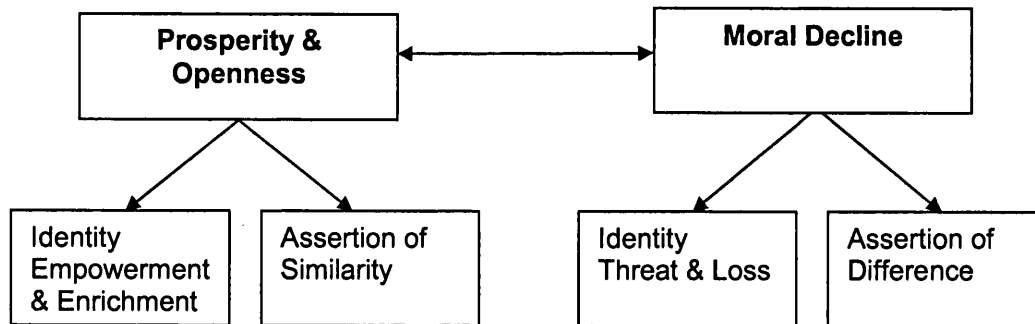 Prosperity &
Openness
Moral Decline
Identity
Empowerment
& Enrichment
Assertion of
Similarity
Identity
Threat & Loss
Assertion of
Difference